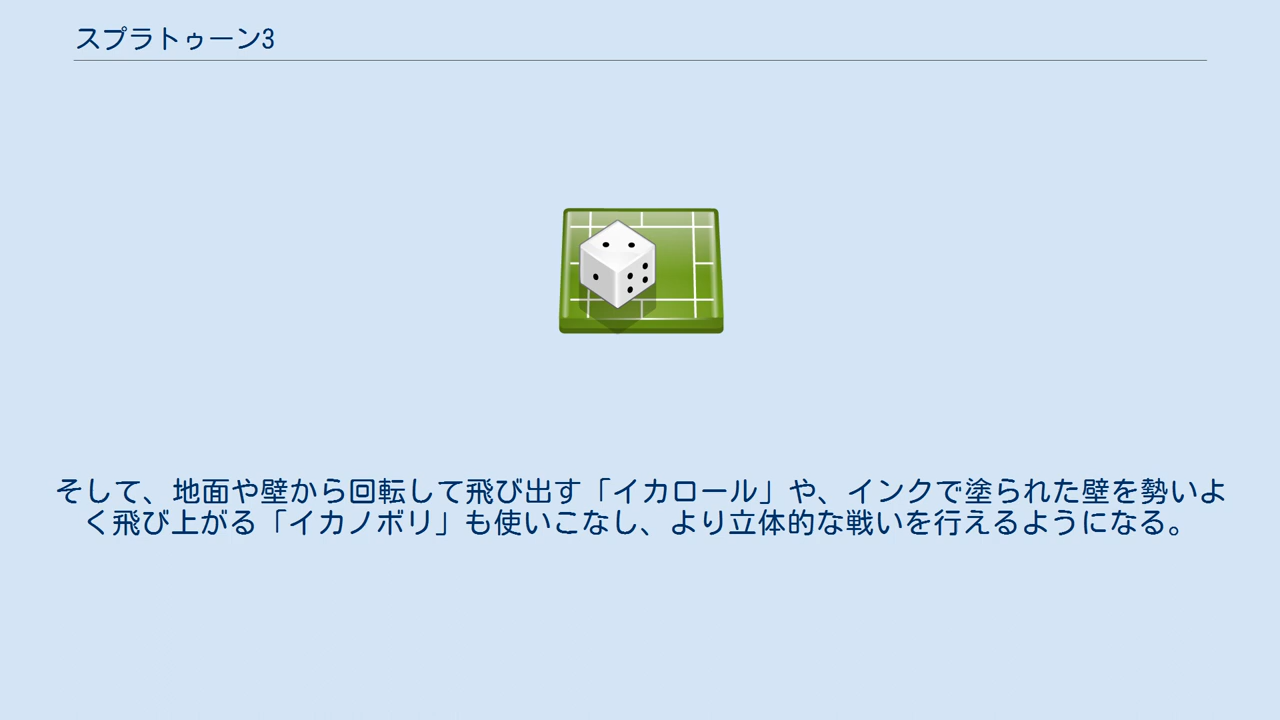 スプラトゥーン3
そして、地面や壁から回転して飛び出す「イカロール」や、インクで塗られた壁を勢いよ
く飛び上がる「イカノボリ」も使いこなし、より立体的な戦いを行えるようになる。